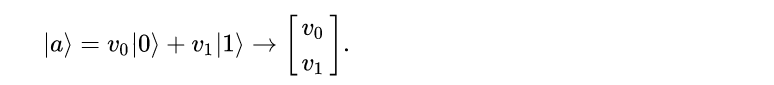 |a⟩ = v₀|0⟩ + v₁|1⟩ → [ v₀ v₁ ].